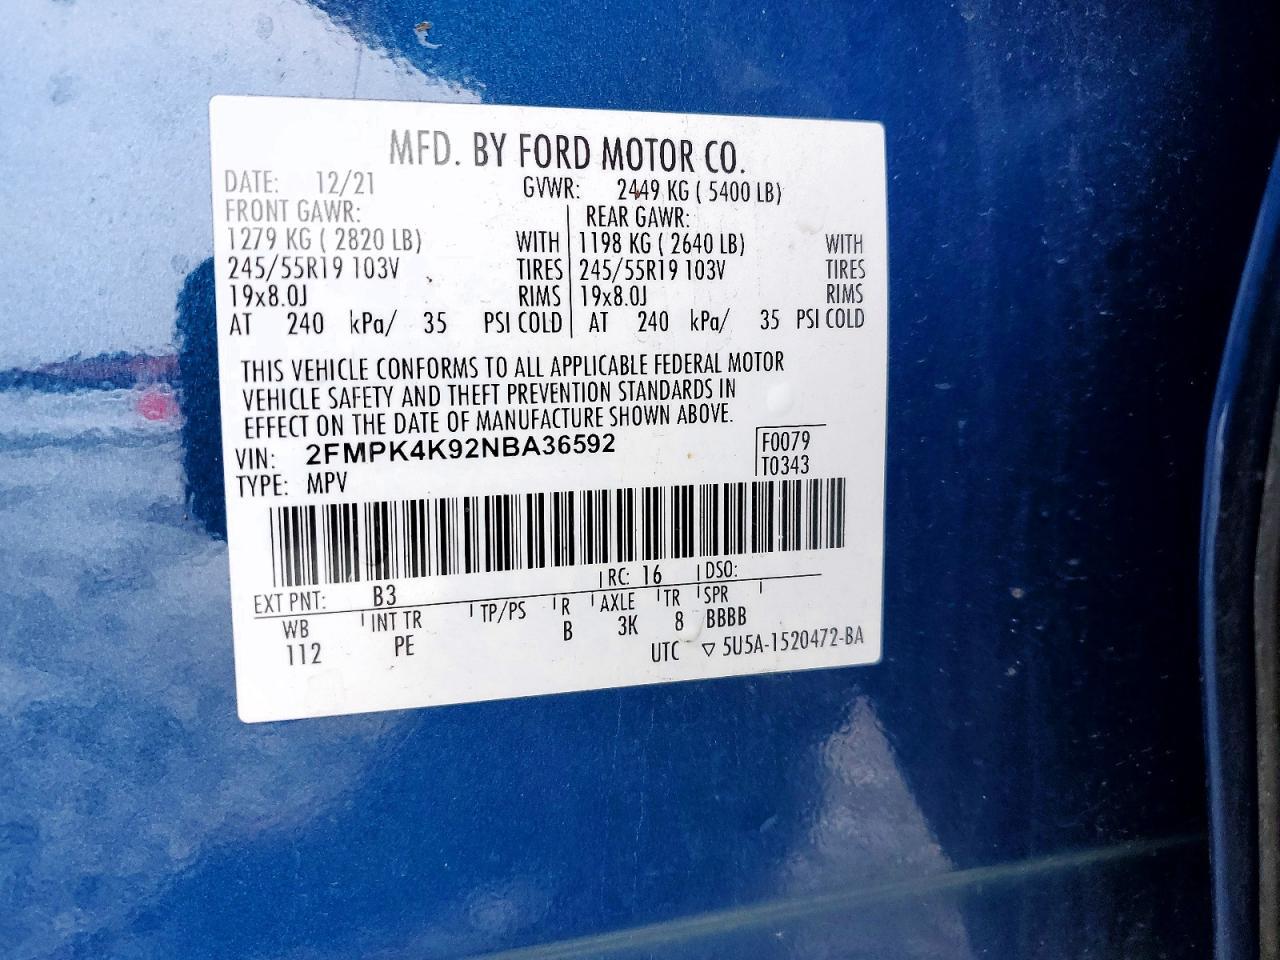 MFD. BY FORD MOTOR CO.
DATE: 12/21 GVWR: 2449 KG ( 5400 LB)
FRONT GAWR: REAR GAWR:
1279 KG ( 2820 LB) WITH 1198 KG ( 2640 LB) WITH
245/55R19 103V TIRES 245/55R19 103V TIRES
19x8.0J RIMS 19x8.0J RIMS
AT 240 kPa/ 35 PSI COLD AT 240 kPa/ 35 PSI COLD
THIS VEHICLE CONFORMS TO ALL APPLICABLE FEDERAL MOTOR
VEHICLE SAFETY AND THEFT PREVENTION STANDARDS IN
EFFECT ON THE DATE OF MANUFACTURE SHOWN ABOVE.
VIN: 2FMPK4K92NBA36592 F0079
TYPE: MPV T0343
EXT PNT: B3 RC: 16 DSO:
WB INT TR TP/PS R AXLE TR SPR
112 PE B 3K 8 BBBB
UTC ▽ 5U5A-1520472-BA